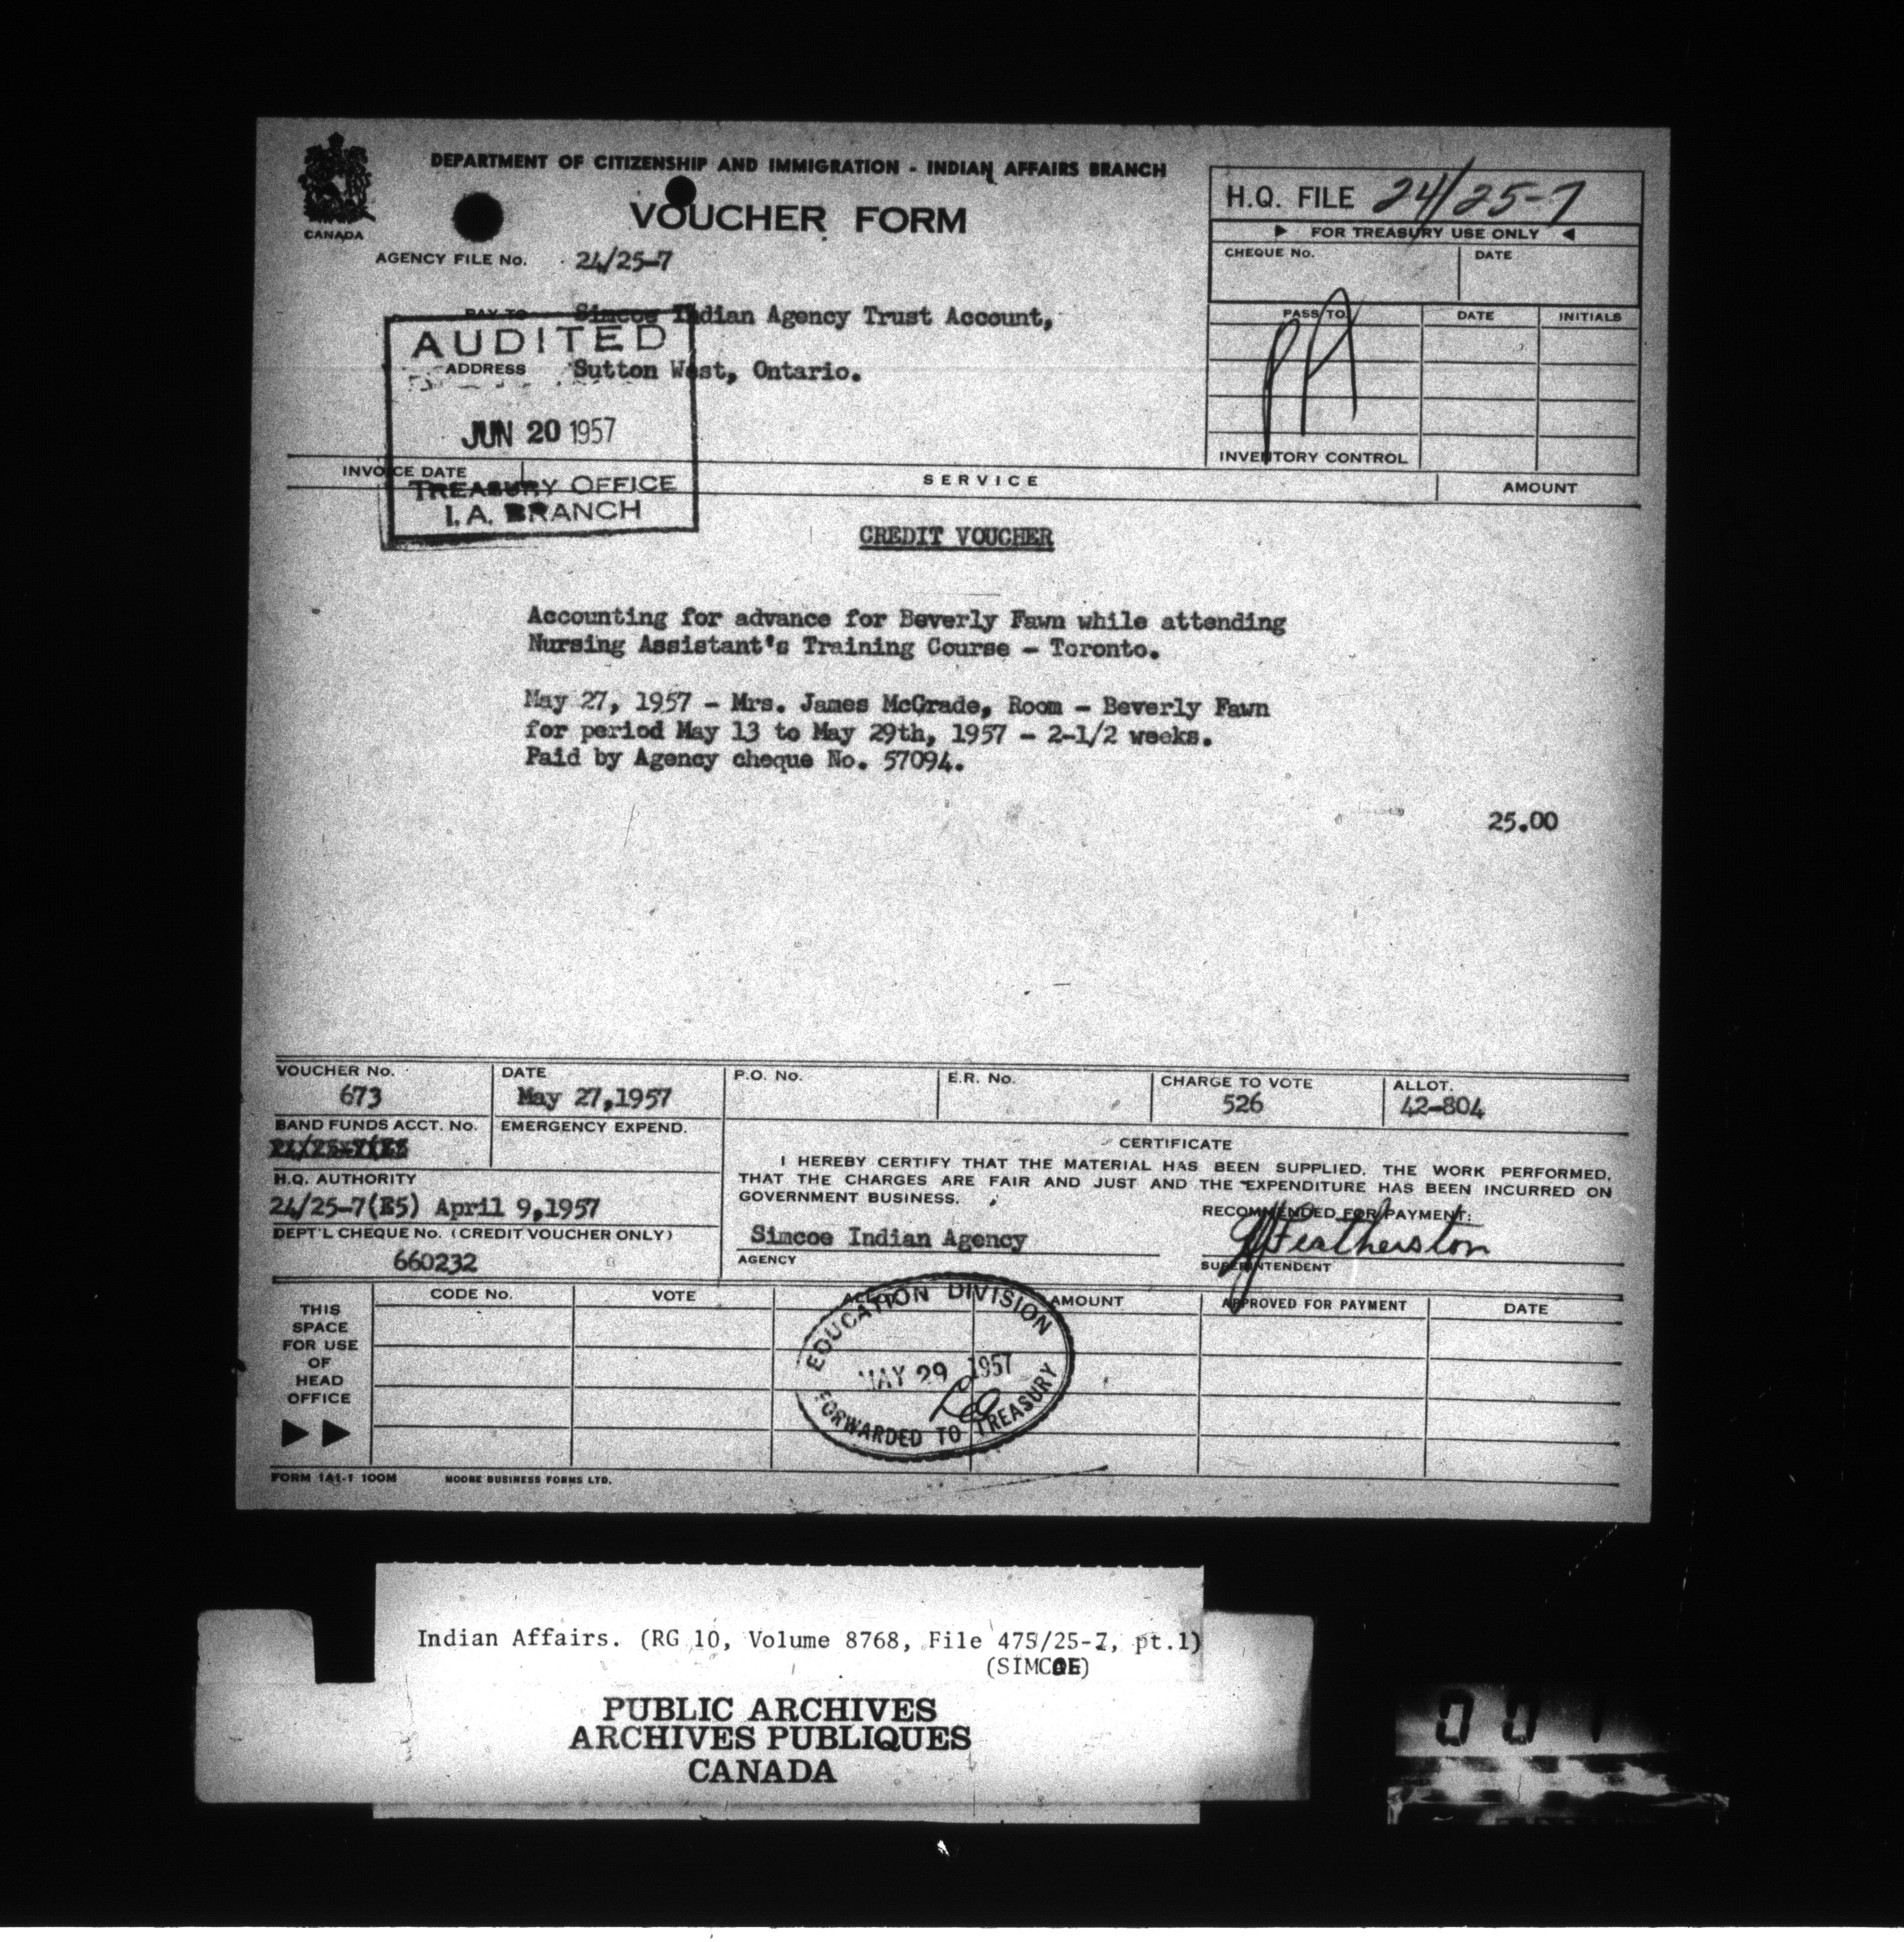 DEPARTMENT OF CITIZENSHIP AND IMMIGRATION - INDIAN AFFAIRS BRANCH
CANADA
VOUCHER FORM
H.Q. FILE 24/25-7
FOR TREASURY USE ONLY
CHEQUE No. DATE
AGENCY FILE No. 24/25-7
PAY TO Simcoe Indian Agency Trust Account,
ADDRESS Sutton West, Ontario.
AUDITED
JUN 20 1957
TREASURY OFFICE
I.A. BRANCH
PASS TO DATE INITIALS
PA
INVENTORY CONTROL
INVOICE DATE SERVICE AMOUNT
CREDIT VOUCHER
Accounting for advance for Beverly Fawn while attending
Nursing Assistant's Training Course - Toronto.
May 27, 1957 - Mrs. James McGrade, Room - Beverly Fawn
for period May 13 to May 29th, 1957 - 2-1/2 weeks.
Paid by Agency cheque No. 57094.
25.00
VOUCHER No. DATE P.O. No. E.R. No. CHARGE TO VOTE ALLOT.
673 May 27,1957 526 42-804
BAND FUNDS ACCT. No. EMERGENCY EXPEND.
24/25-7(E5
CERTIFICATE
I HEREBY CERTIFY THAT THE MATERIAL HAS BEEN SUPPLIED, THE WORK PERFORMED,
THAT THE CHARGES ARE FAIR AND JUST AND THE EXPENDITURE HAS BEEN INCURRED ON
GOVERNMENT BUSINESS.
H.Q. AUTHORITY
24/25-7(E5) April 9,1957
DEPT'L CHEQUE No. (CREDIT VOUCHER ONLY)
660232
Simcoe Indian Agency
AGENCY
RECOMMENDED FOR PAYMENT:
Featherston
SUPERINTENDENT
THIS
SPACE
FOR USE
OF
HEAD
OFFICE
CODE No. VOTE ALLOT. AMOUNT APPROVED FOR PAYMENT DATE
EDUCATION DIVISION
MAY 29 1957
FORWARDED TO TREASURY
FORM 1A1-1 100M MOORE BUSINESS FORMS LTD.
Indian Affairs. (RG 10, Volume 8768, File 475/25-7, pt.1)
(SIMCOE)
PUBLIC ARCHIVES
ARCHIVES PUBLIQUES
CANADA
00